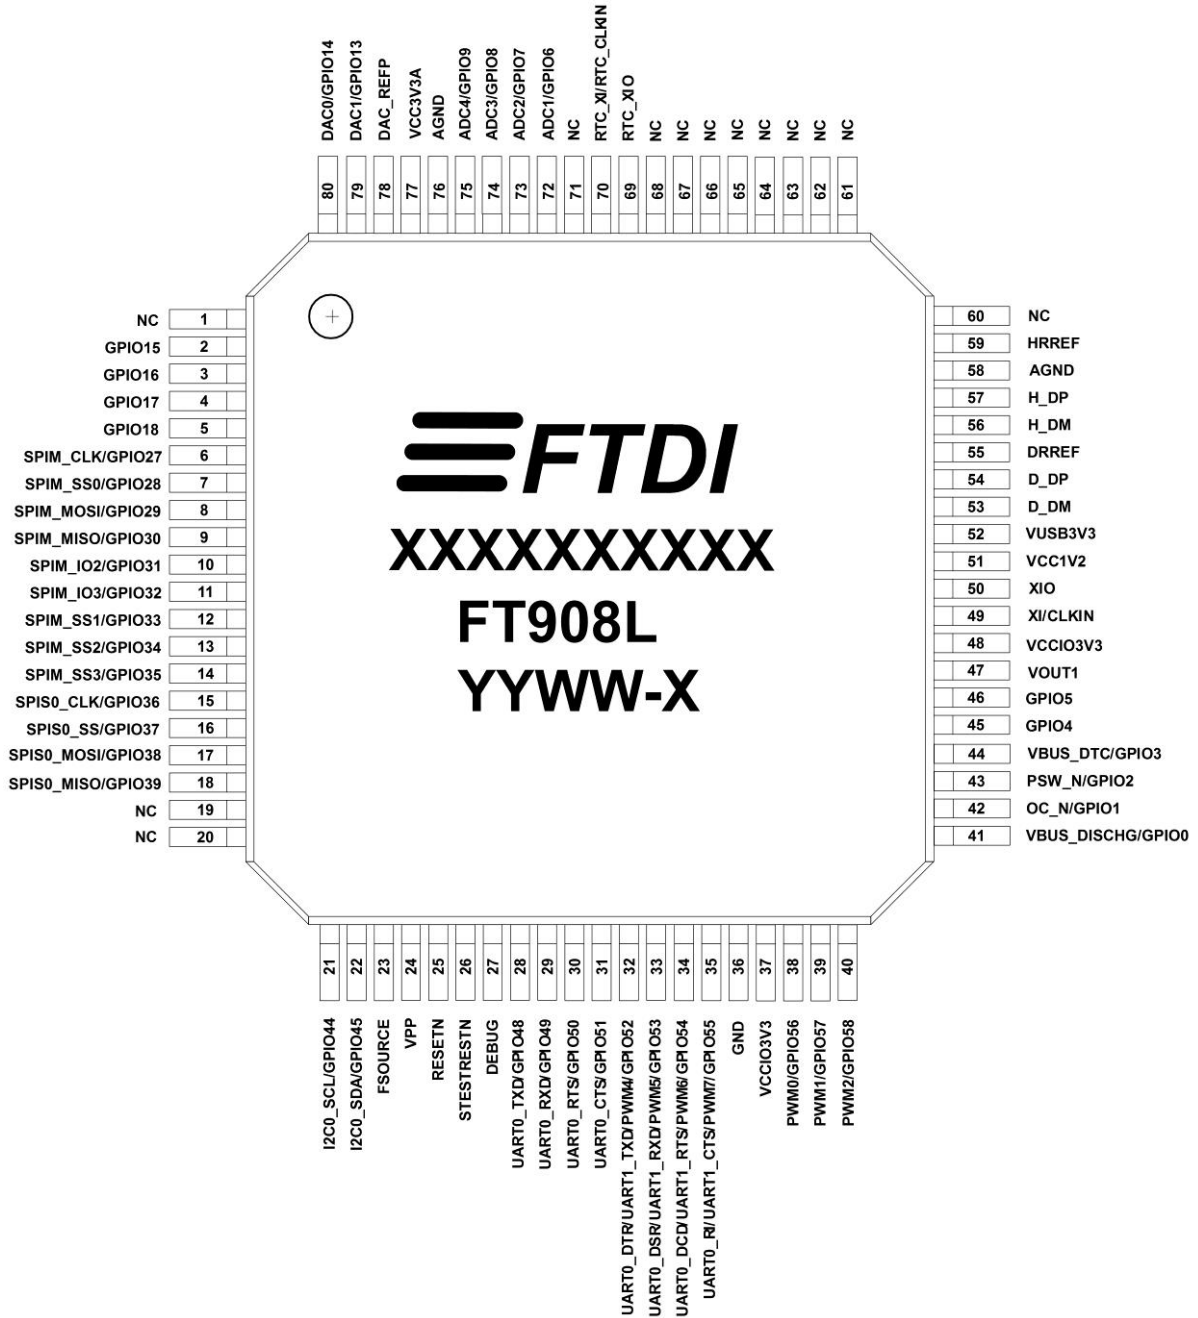 DAC0/GPIO14
DAC1/GPIO13
DAC_REFP
VCC3V3A
AGND
ADC4/GPIO9
ADC3/GPIO8
ADC2/GPIO7
ADC1/GPIO6
NC
RTC_XI/RTC_CLKIN
RTC_XIO
NC
NC
NC
NC
NC
NC
NC
NC
80
79
78
77
76
75
74
73
72
71
70
69
68
67
66
65
64
63
62
61
NC 1
GPIO15 2
GPIO16 3
GPIO17 4
GPIO18 5
SPIM_CLK/GPIO27 6
SPIM_SS0/GPIO28 7
SPIM_MOSI/GPIO29 8
SPIM_MISO/GPIO30 9
SPIM_IO2/GPIO31 10
SPIM_IO3/GPIO32 11
SPIM_SS1/GPIO33 12
SPIM_SS2/GPIO34 13
SPIM_SS3/GPIO35 14
SPIS0_CLK/GPIO36 15
SPIS0_SS/GPIO37 16
SPIS0_MOSI/GPIO38 17
SPIS0_MISO/GPIO39 18
NC 19
NC 20
FTDI
XXXXXXXXXX
FT908L
YYWW-X
60 NC
59 HRREF
58 AGND
57 H_DP
56 H_DM
55 DRREF
54 D_DP
53 D_DM
52 VUSB3V3
51 VCC1V2
50 XIO
49 XI/CLKIN
48 VCCIO3V3
47 VOUT1
46 GPIO5
45 GPIO4
44 VBUS_DTC/GPIO3
43 PSW_N/GPIO2
42 OC_N/GPIO1
41 VBUS_DISCHG/GPIO0
21
22
23
24
25
26
27
28
29
30
31
32
33
34
35
36
37
38
39
40
I2C0_SCL/GPIO44
I2C0_SDA/GPIO45
FSOURCE
VPP
RESETN
STESTRESTN
DEBUG
UART0_TXD/GPIO48
UART0_RXD/GPIO49
UART0_RTS/GPIO50
UART0_CTS/GPIO51
UART0_DTR/UART1_TXD/PWM4/GPIO52
UART0_DSR/UART1_RXD/PWM5/GPIO53
UART0_DCD/UART1_RTS/PWM6/GPIO54
UART0_RI/UART1_CTS/PWM7/GPIO55
GND
VCCIO3V3
PWM0/GPIO56
PWM1/GPIO57
PWM2/GPIO58